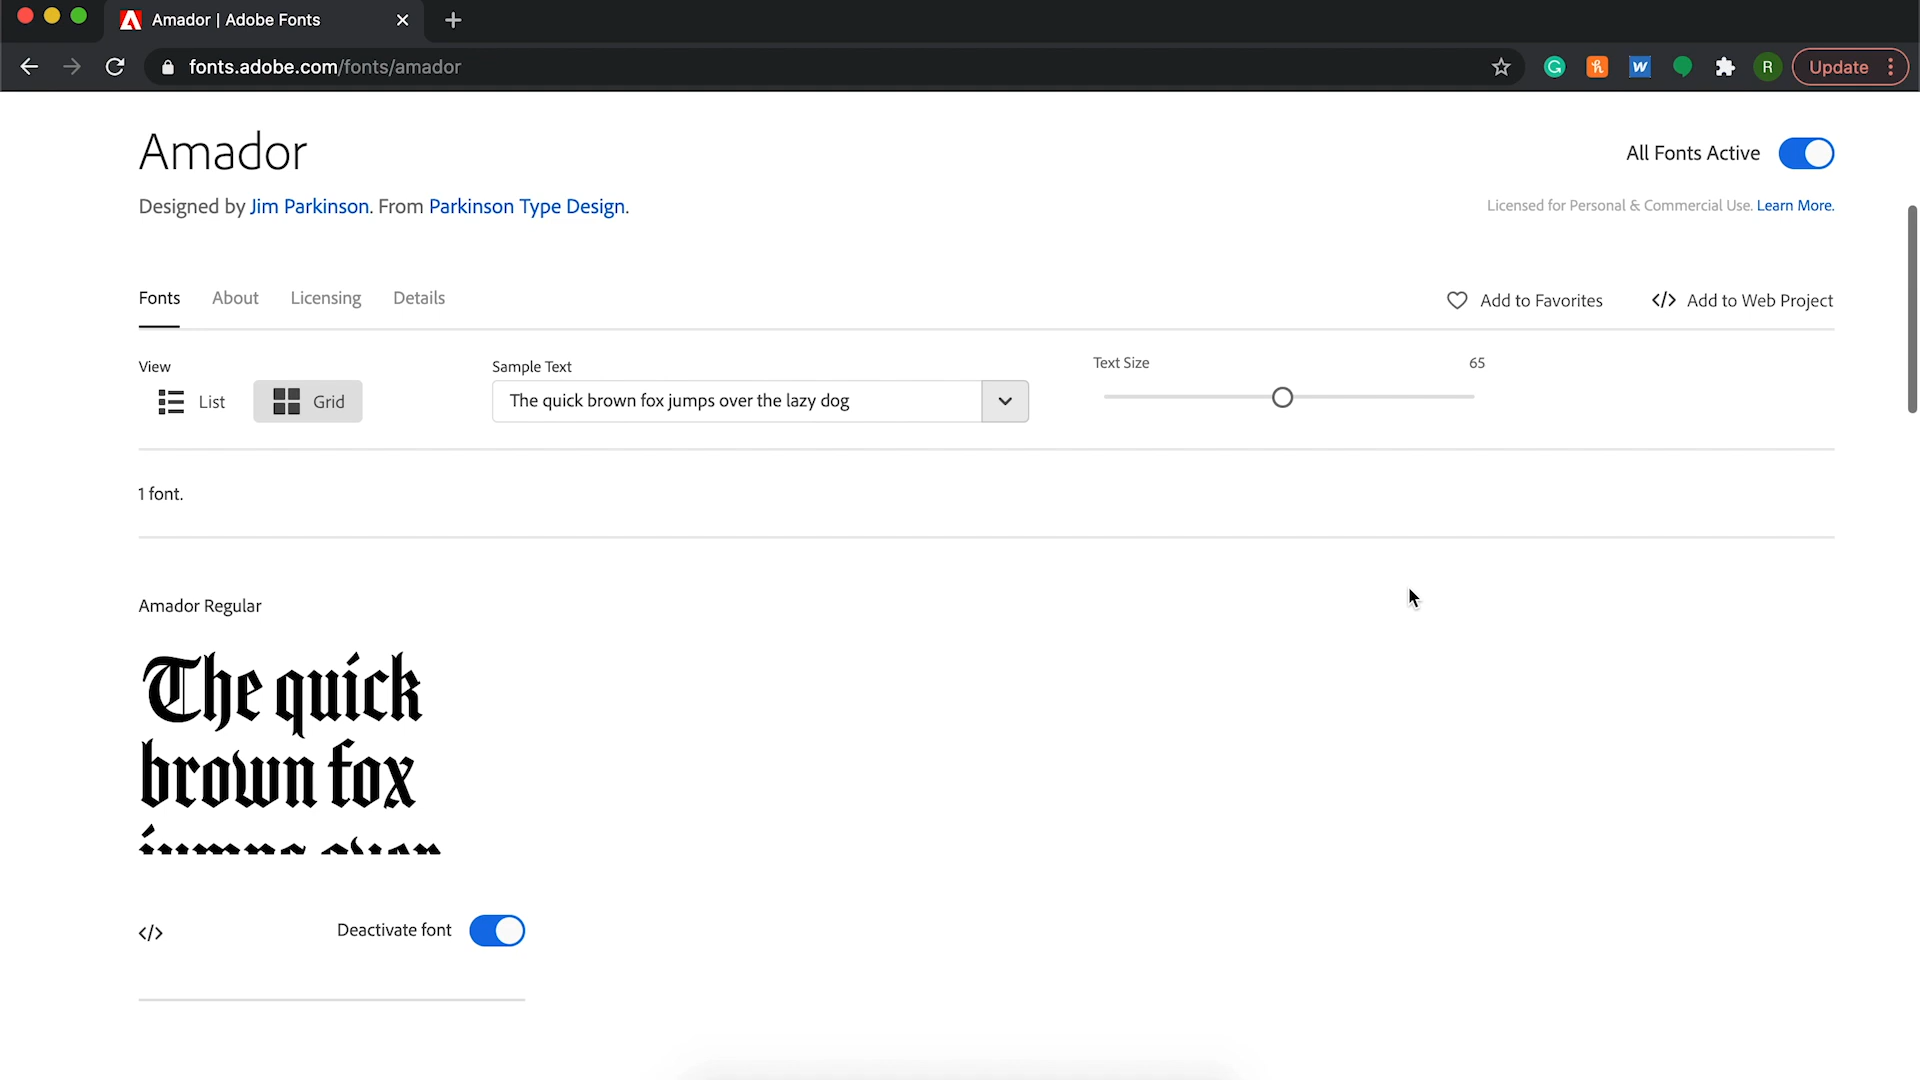 Amador | Adobe Fonts
fonts.adobe.com/fonts/amador
R
Update
Amador
All Fonts Active
Designed by Jim Parkinson. From Parkinson Type Design.
Licensed for Personal & Commercial Use. Learn More.
Fonts About Licensing Details
Add to Favorites
</> Add to Web Project
View
Sample Text
Text Size 65
List Grid
The quick brown fox jumps over the lazy dog
1 font.
Amador Regular
The quick
brown fox
jumps over
</> Deactivate font